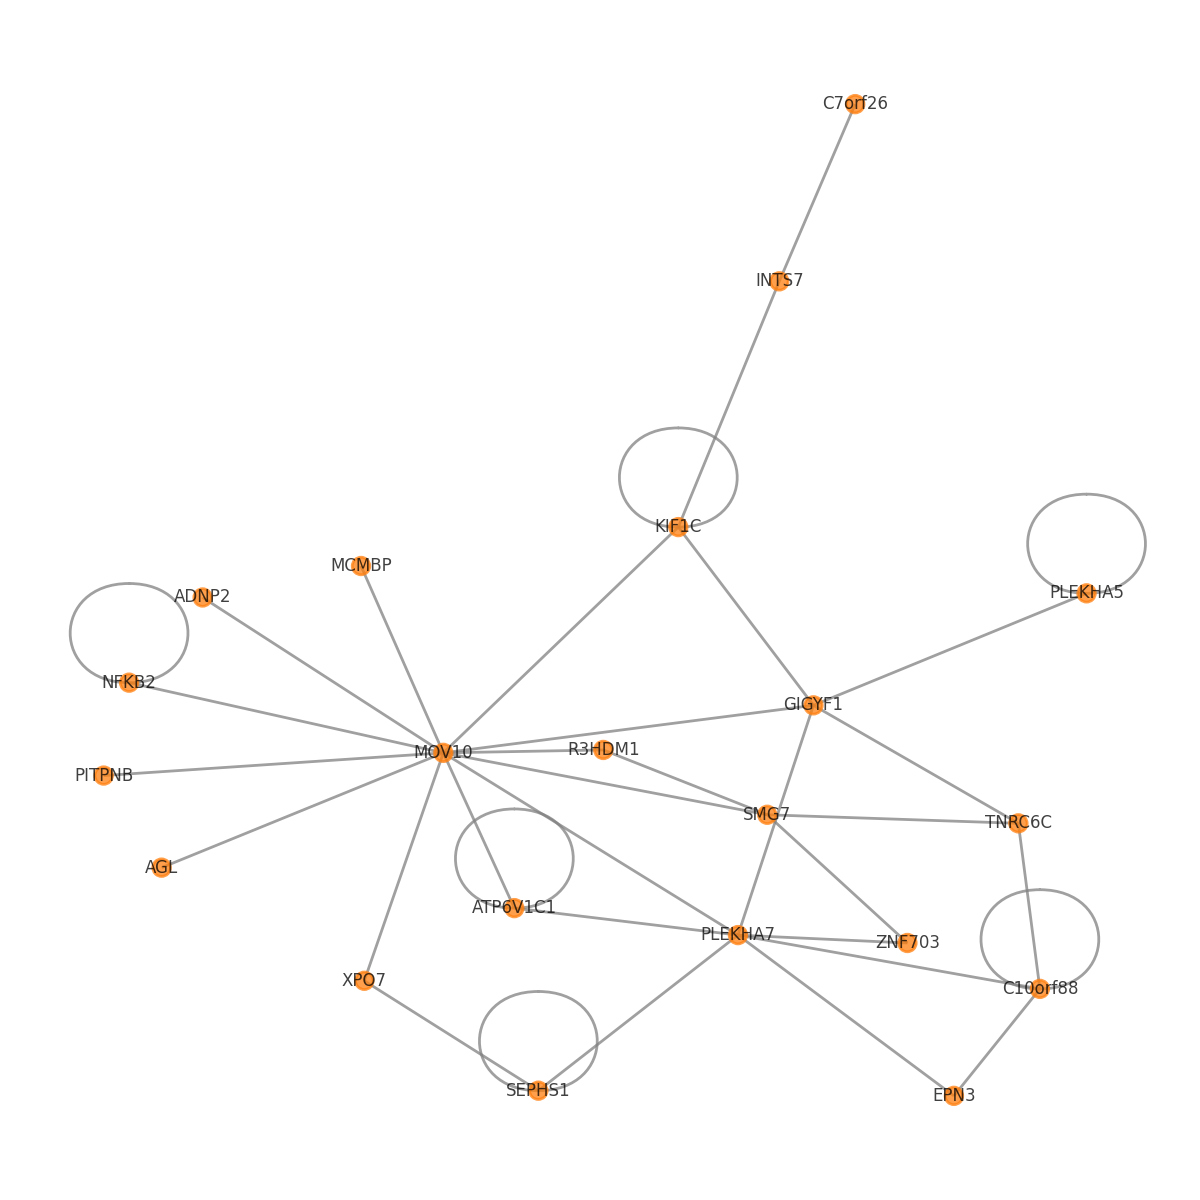 C7orf26
INTS7
KIF1C
MCMBP
PLEKHA5
ADNP2
NFKB2
GIGYF1
MOV10
R3HDM1
PITPNB
SMG7
TNRC6C
AGL
ATP6V1C1
PLEKHA7
ZNF703
XPO7
C10orf88
SEPHS1
EPN3